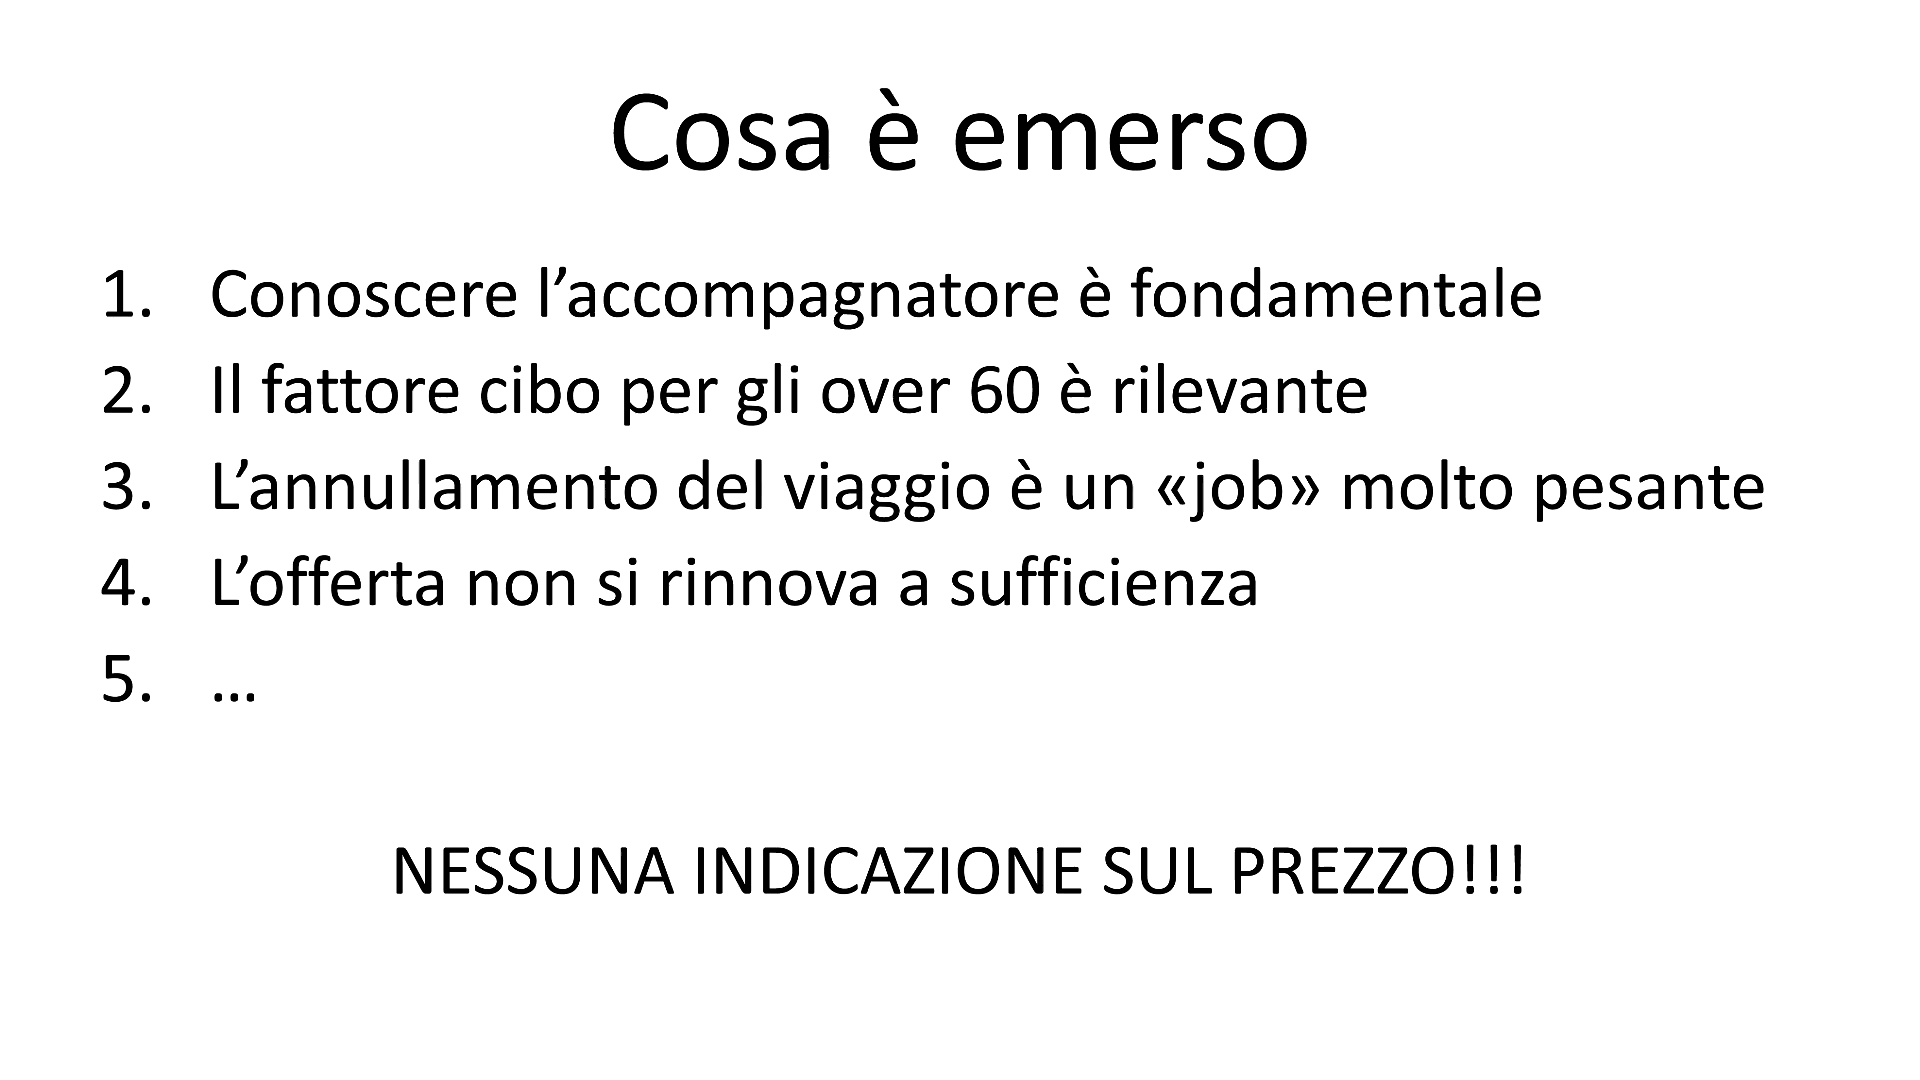 Cosa è emerso
1. Conoscere l’accompagnatore è fondamentale
2. Il fattore cibo per gli over 60 è rilevante
3. L’annullamento del viaggio è un «job» molto pesante
4. L’offerta non si rinnova a sufficienza
5. …
NESSUNA INDICAZIONE SUL PREZZO!!!